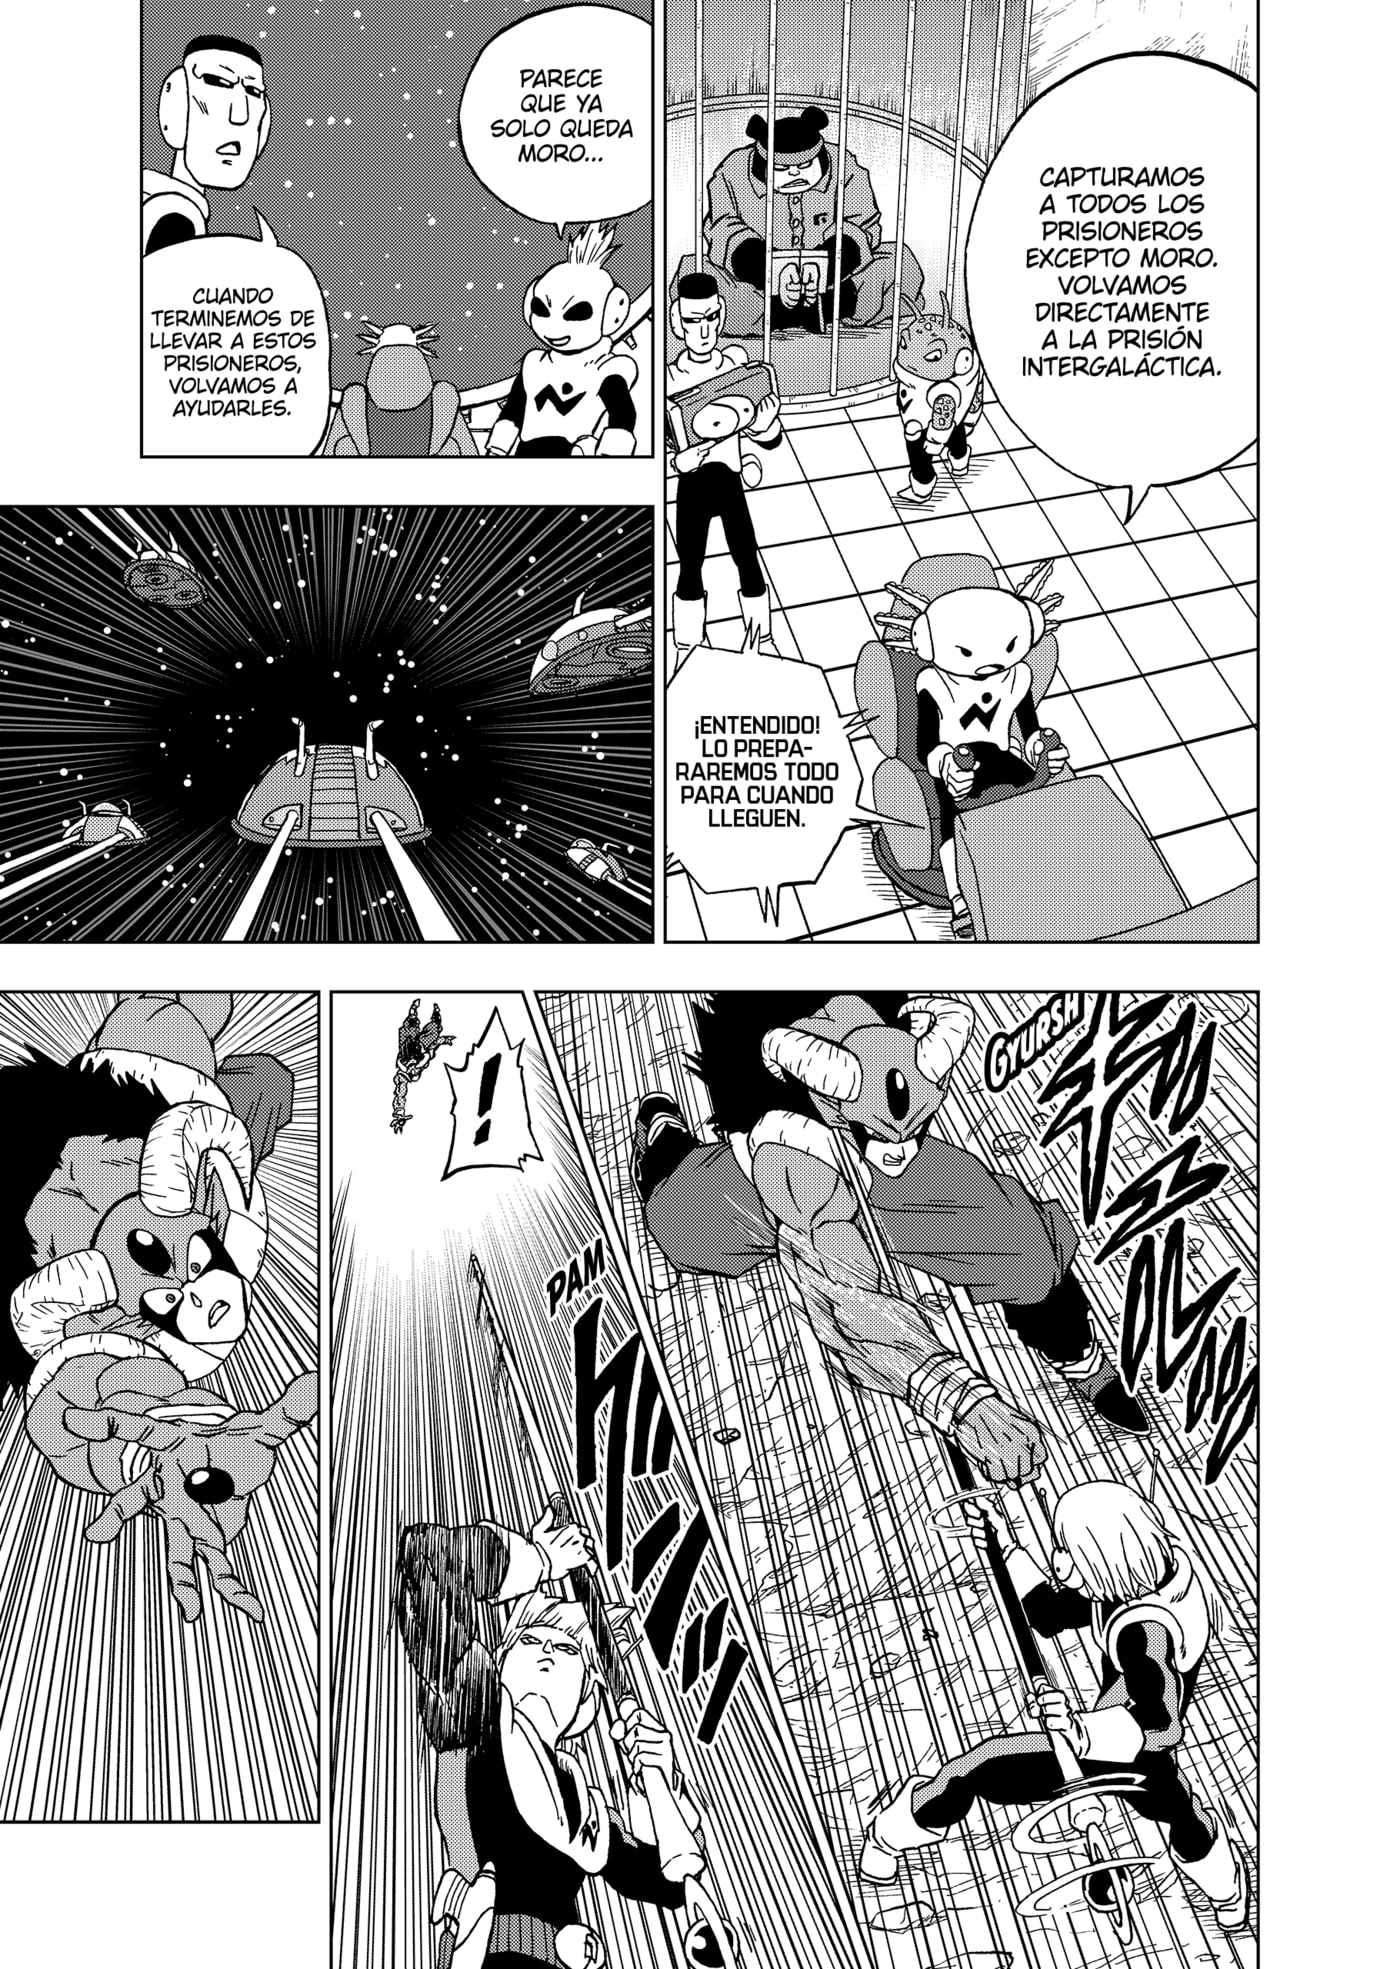 CAPTURAMOS
A TODOS LOS
PRISIONEROS
EXCEPTO MORO.
VOLVAMOS
DIRECTAMENTE
A LA PRISIÓN
INTERGALÁCTICA.
¡ENTENDIDO!
LO PREPA-
RAREMOS TODO
PARA CUANDO
LLEGUEN.
PARECE
QUE YA
SOLO QUEDA
MORO...
CUANDO
TERMINEMOS DE
LLEVAR A ESTOS
PRISIONEROS,
VOLVAMOS A
AYUDARLES.
GYURSH
PAM
!